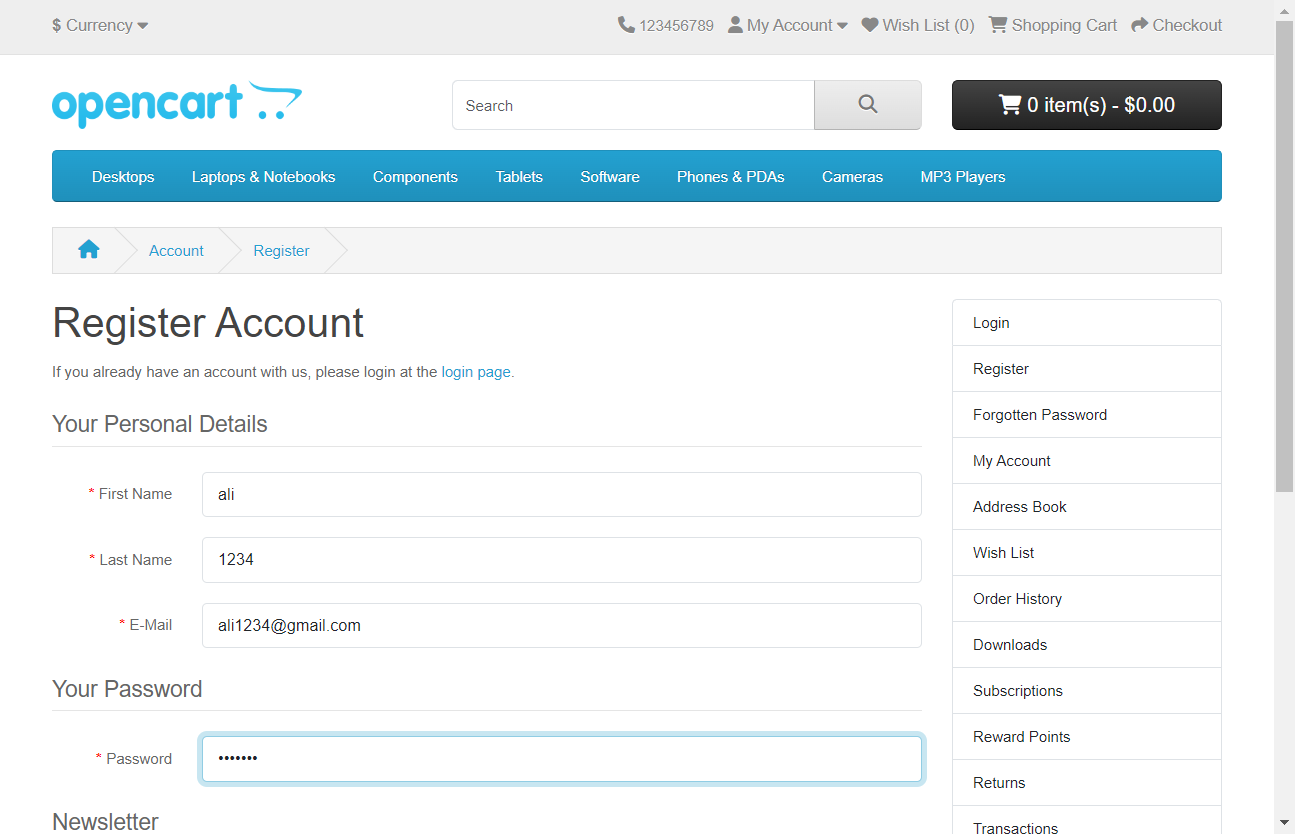 $ Currency 123456789 My Account Wish List (0) Shopping Cart Checkout
opencart Search 0 item(s) - $0.00
Desktops Laptops & Notebooks Components Tablets Software Phones & PDAs Cameras MP3 Players
Account Register
Register Account
If you already have an account with us, please login at the login page.
Your Personal Details
* First Name ali
* Last Name 1234
* E-Mail ali1234@gmail.com
Your Password
* Password •••••••
Newsletter
Login
Register
Forgotten Password
My Account
Address Book
Wish List
Order History
Downloads
Subscriptions
Reward Points
Returns
Transactions